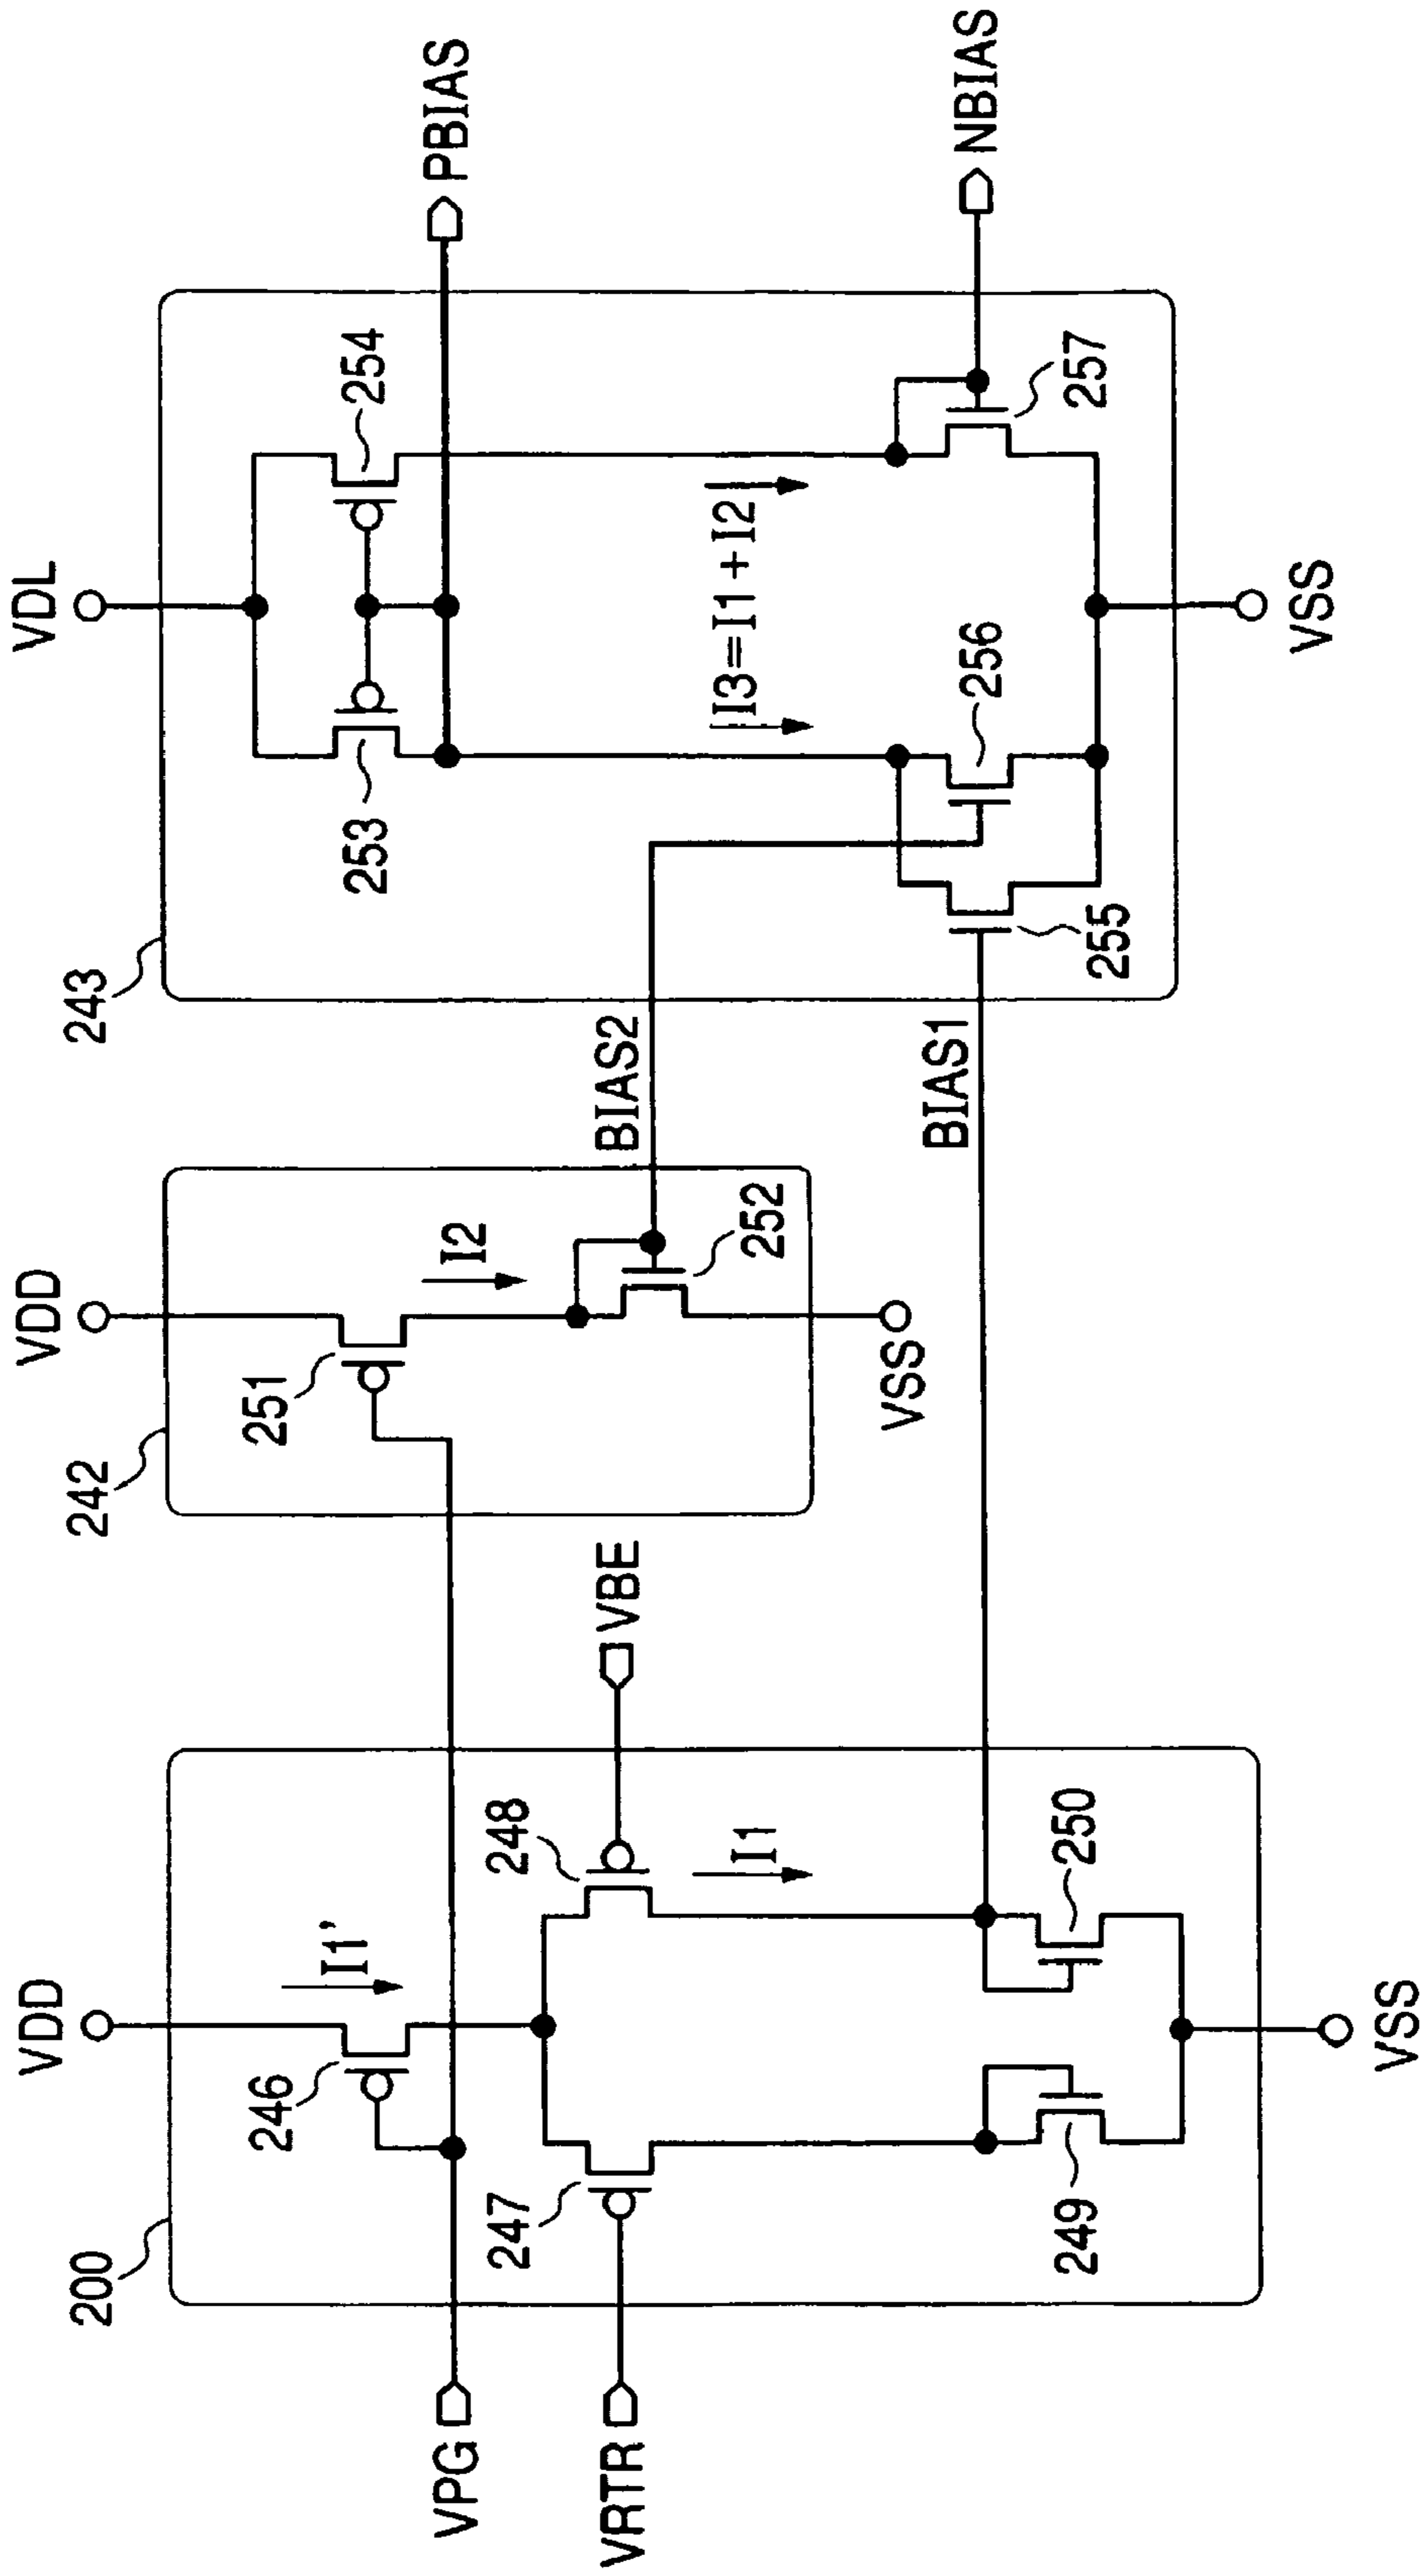 VDD
VDD
VDL
200
242
243
I1'
246
251
I2
253
254
PBIAS
VPG
247
248
VBE
VRTR
I1
BIAS2
252
I3=I1+I2
249
250
VSS
BIAS1
255
256
257
NBIAS
VSS
VSS